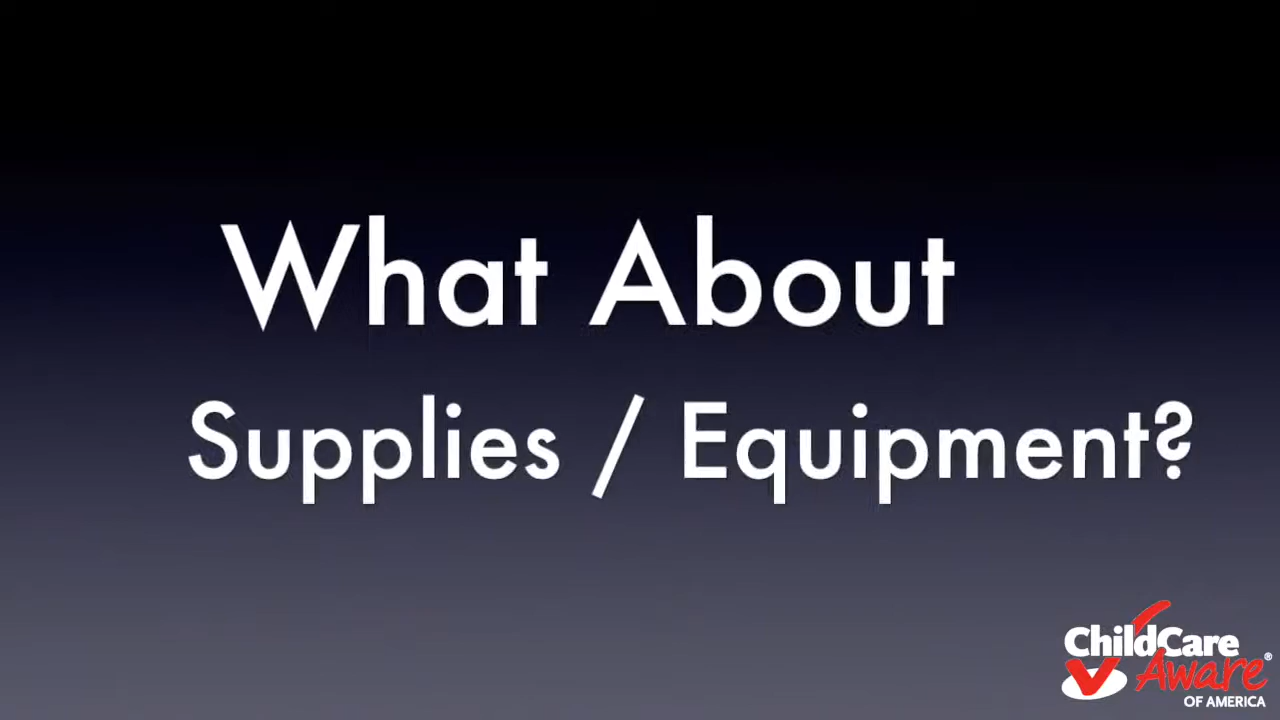 What About
Supplies / Equipment?
ChildCare
Aware®
OF AMERICA